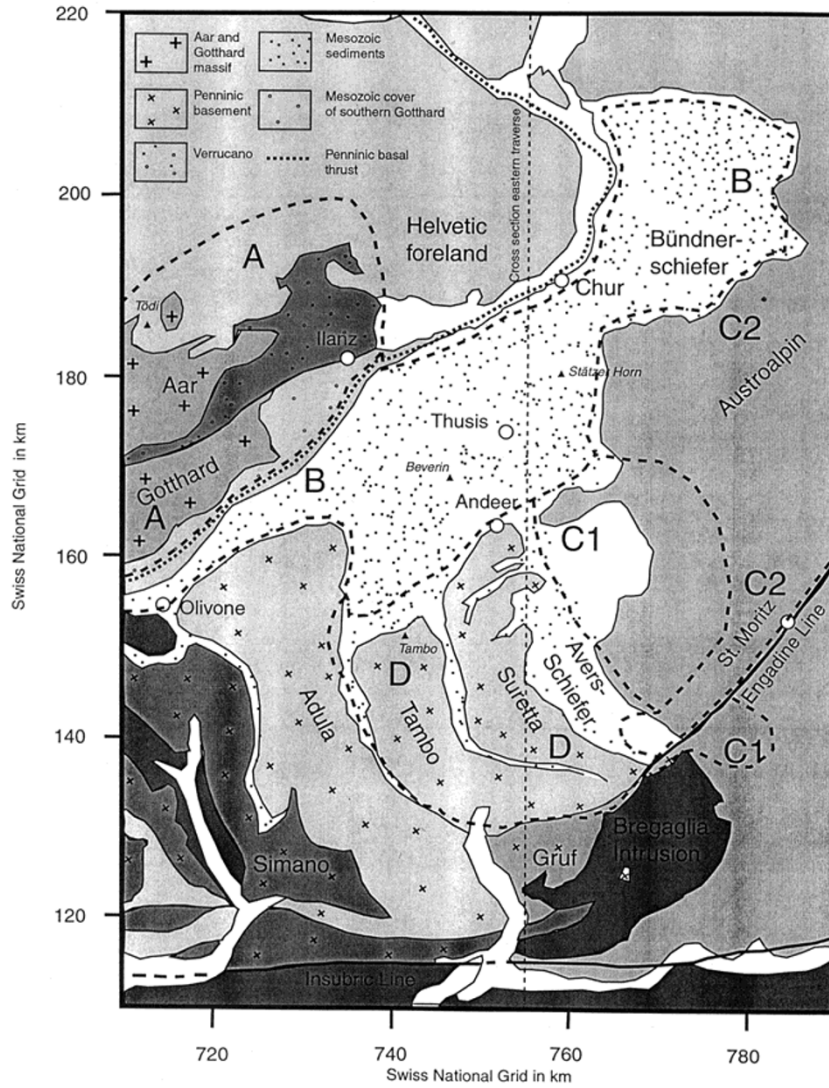 220
210
200
180
160
140
120
Swiss National Grid in km
Aar and
Gotthard
massif
Mesozoic
sediments
Penninic
basement
Mesozoic cover
of southern Gotthard
Verrucano
Penninic basal
thrust
Cross section eastern traverse
B
Helvetic
foreland
A
Bündner-
schiefer
Tödi
Chur
C2
Ilanz
Austroalpin
Aar
Stätzer Horn
Thusis
Gotthard
Beverin
B
A
Andeer
C1
C2
Olivone
St. Moritz
Engadine Line
Tambo
D
Avers-
Schiefer
Adula
Tambo
Suretta
D
C1
Bregaglia
Intrusion
Simano
Gruf
Insubric Line
720
740
760
780
Swiss National Grid in km